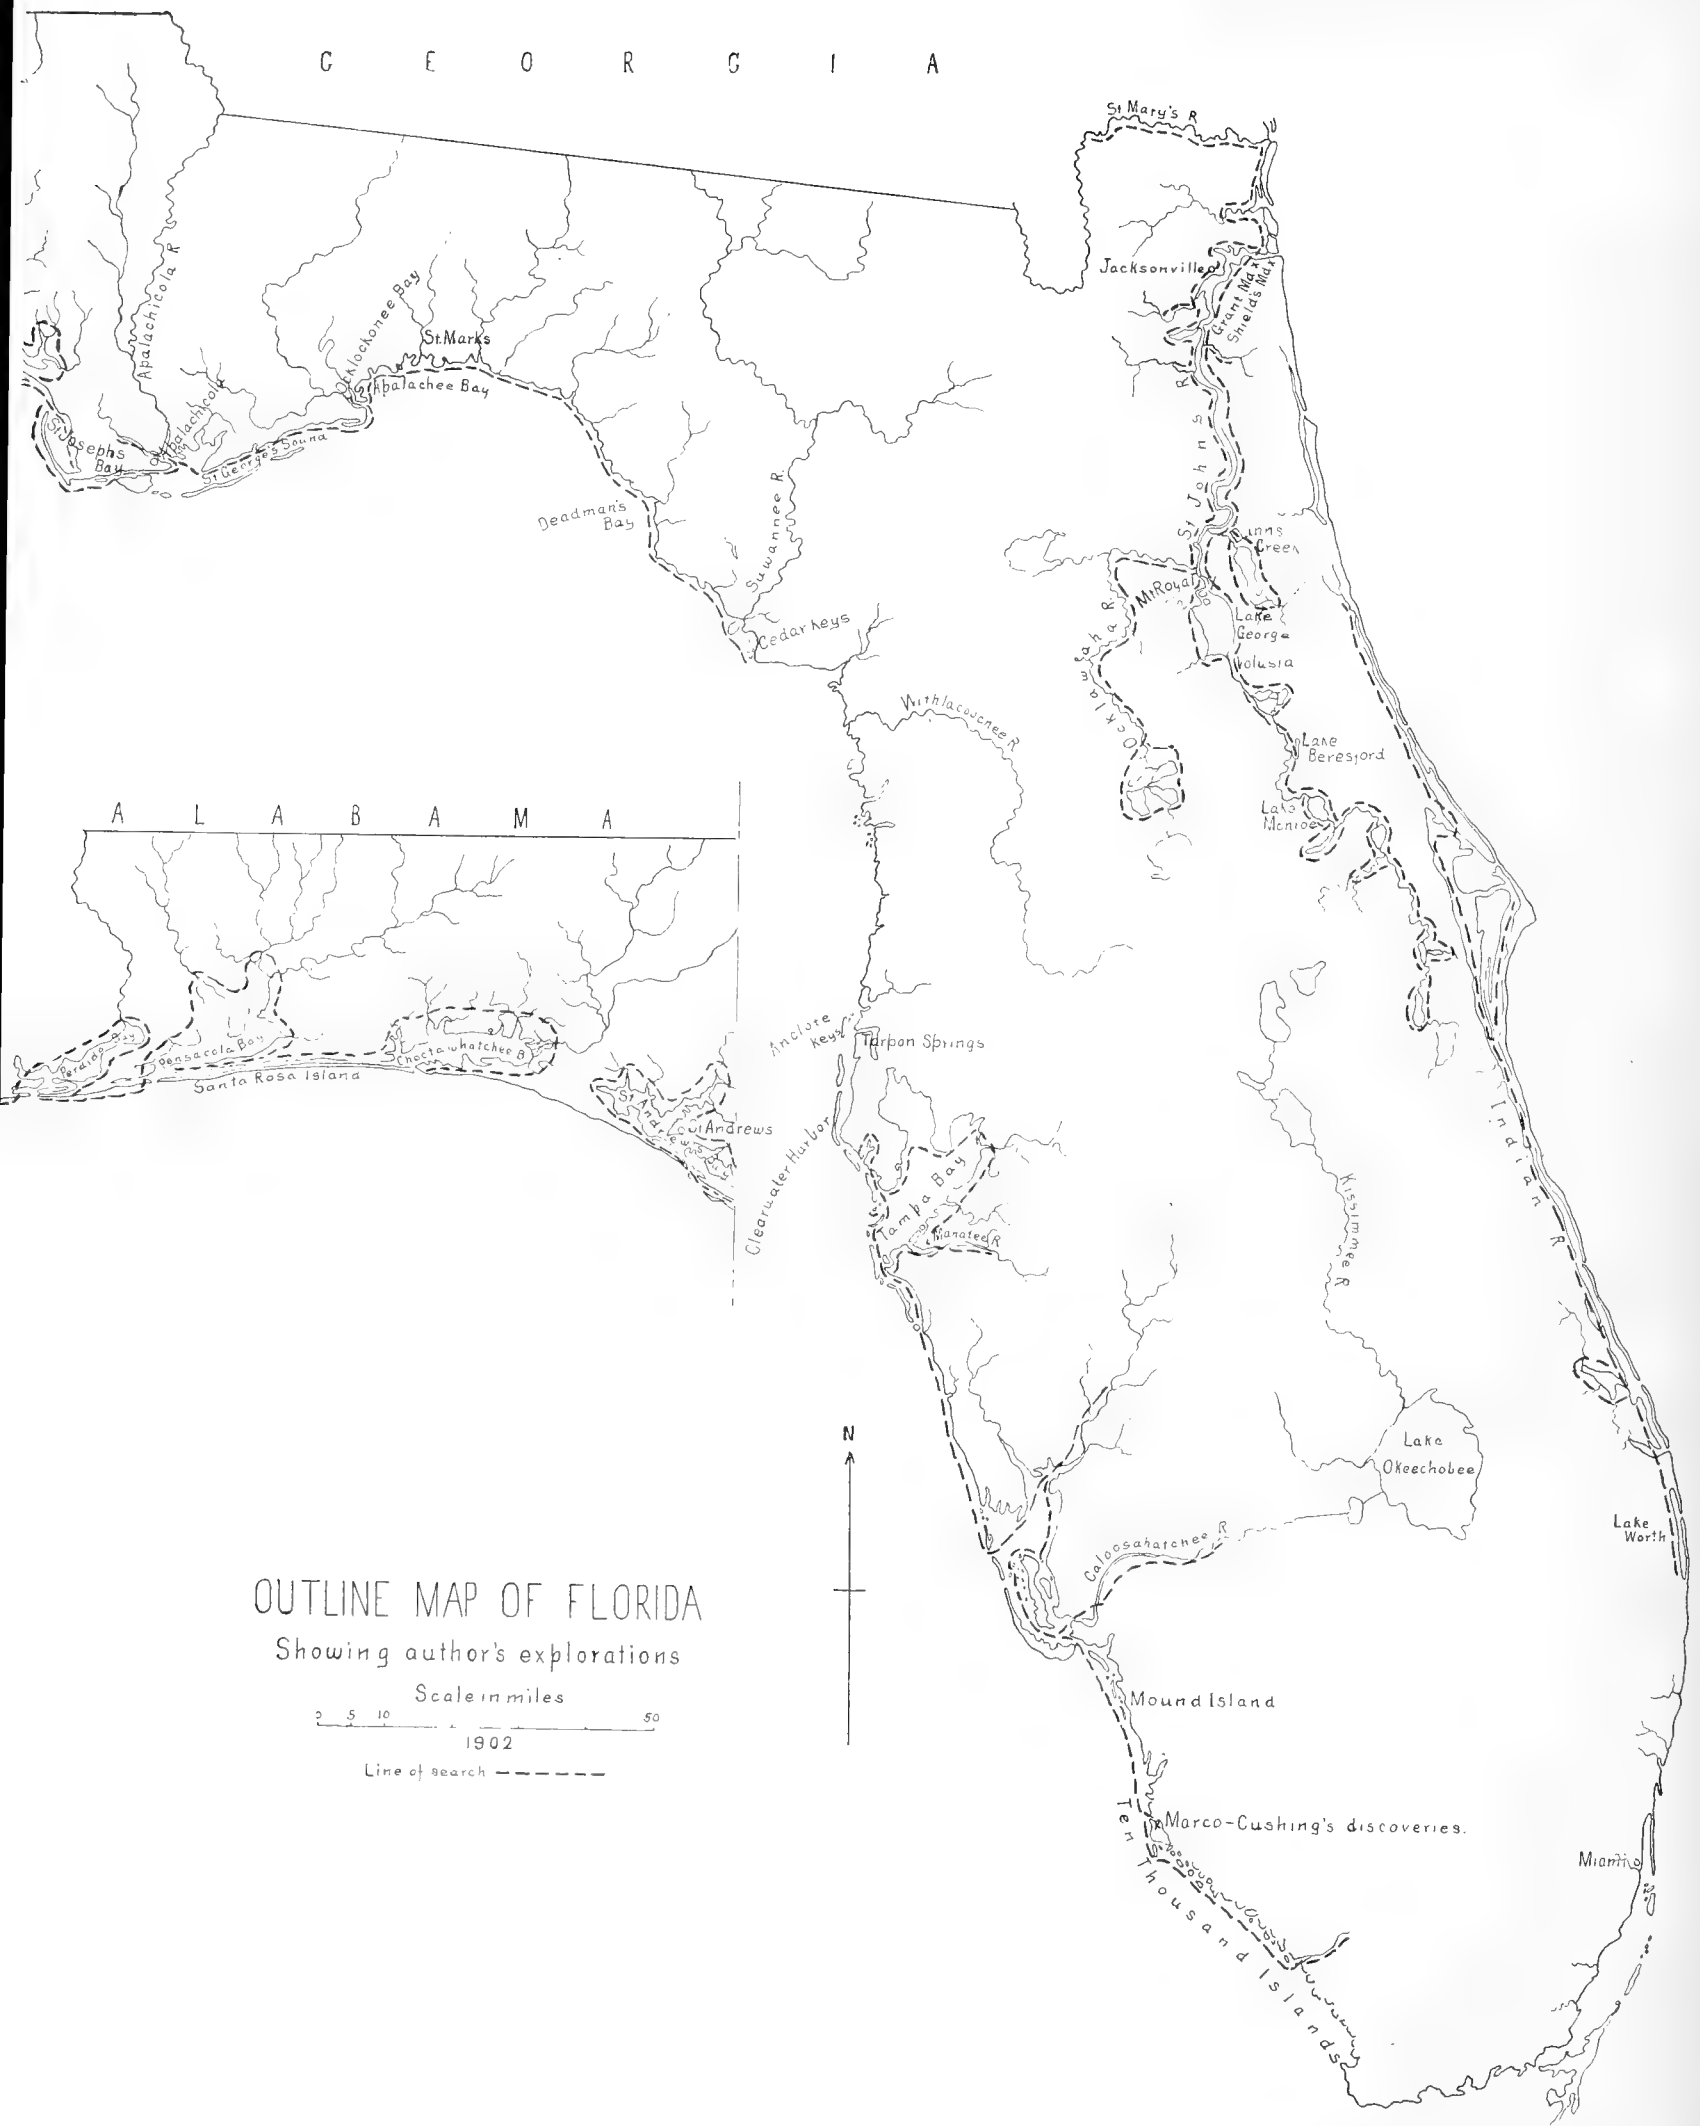 G E O R G I A
St Mary's R
Jacksonville
Grant Md x
Shields Md x
Apalachicola R
Ocklockonee Bay
St.Marks
Apalachee Bay
St Josephs
Bay
Apalachicola
St George's Sound
St Johns R
Deadman's
Bay
Suwannee R.
Creek
Mt Royal
Cedar Keys
Lake
George
Volusia
Ocklawaha R
Withlacoochee R
Lake
Beresford
Lake
Monroe
A L A B A M A
Anclote
Keys
Tarpon Springs
Perdido Bay
Pensacola Bay
Choctawhatchee B
Santa Rosa Island
St Andrews Bay
St Andrews
Clearwater Harbor
Tampa Bay
Manatee R
Indian R
Kissimmee R
N
Lake
Okeechobee
Lake
Worth
Caloosahatchee R
OUTLINE MAP OF FLORIDA
Showing author's explorations
Scale in miles
0 5 10 50
1902
Line of search
Mound Island
Marco-Cushing's discoveries.
Miami
Ten Thousand Islands